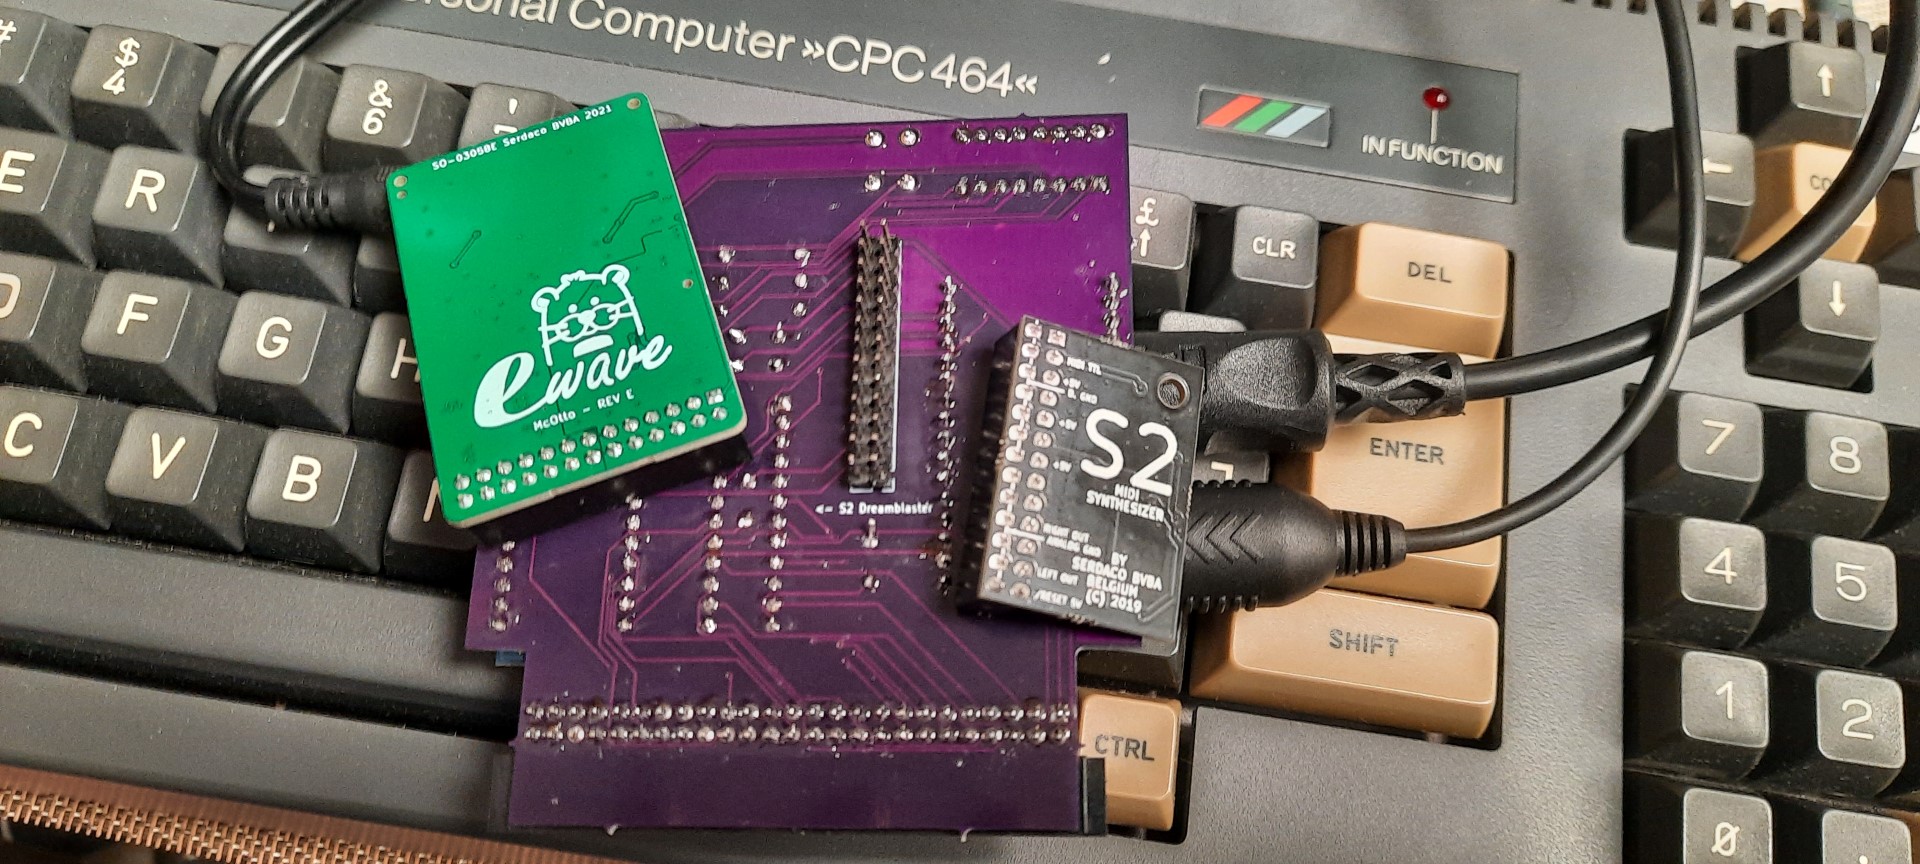 ersonal Computer »CPC464«
IN FUNCTION
#
$
4
&
6
'
£
↑
CLR
DEL
←
↑
↓
CO
E
R
D
F
G
H
C
V
B
ENTER
SHIFT
CTRL
7
8
4
5
1
2
0
.
SO-03058E Serdaco BVBA 2021
ewave
McOtto - REV E
<- S2 Dreamblaster
MIDI TTL
+5V
D. GND
+5V
+5V
S2
MIDI
SYNTHESIZER
RIGHT OUT
ANALOG GND
LEFT OUT
/RESET 5V
BY
SERDACO BVBA
BELGIUM
(C) 2019